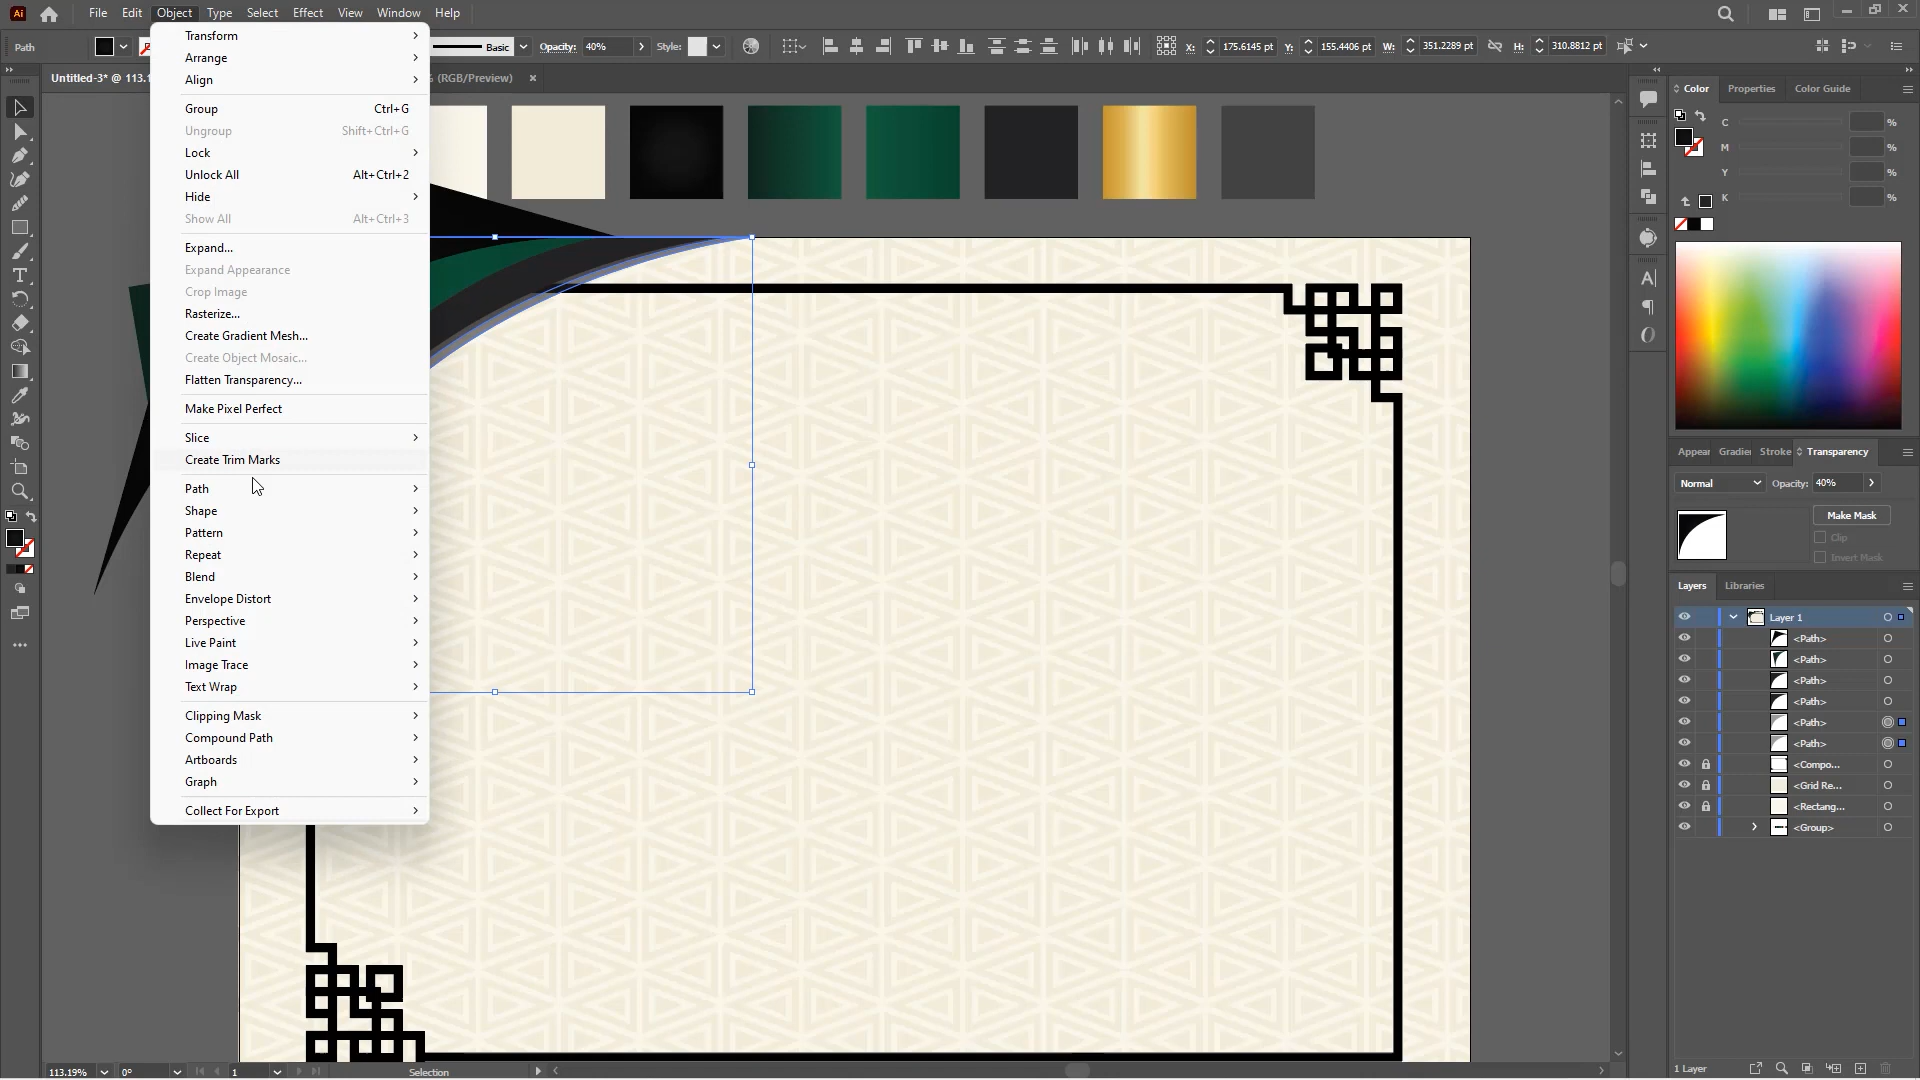 Ai File Edit Object Type Select Effect View Window Help
Path Basic Opacity: 40% Style: X: 175.6145 pt Y: 155.4406 pt W: 351.2289 pt H: 310.8812 pt
Untitled-3* @ 113.1 % (RGB/Preview) ×
Transform
Arrange
Align
Group Ctrl+G
Ungroup Shift+Ctrl+G
Lock
Unlock All Alt+Ctrl+2
Hide
Show All Alt+Ctrl+3
Expand...
Expand Appearance
Crop Image
Rasterize...
Create Gradient Mesh...
Create Object Mosaic...
Flatten Transparency...
Make Pixel Perfect
Slice
Create Trim Marks
Path
Shape
Pattern
Repeat
Blend
Envelope Distort
Perspective
Live Paint
Image Trace
Text Wrap
Clipping Mask
Compound Path
Artboards
Graph
Collect For Export
Color Properties Color Guide
C %
M %
Y %
K %
Appear Gradie Stroke Transparency
Normal Opacity: 40%
Make Mask
Clip
Invert Mask
Layers Libraries
Layer 1
<Path>
<Path>
<Path>
<Path>
<Path>
<Path>
<Compo...
<Grid Re...
<Rectang...
<Group>
1 Layer
113.19% 0° 1 Selection